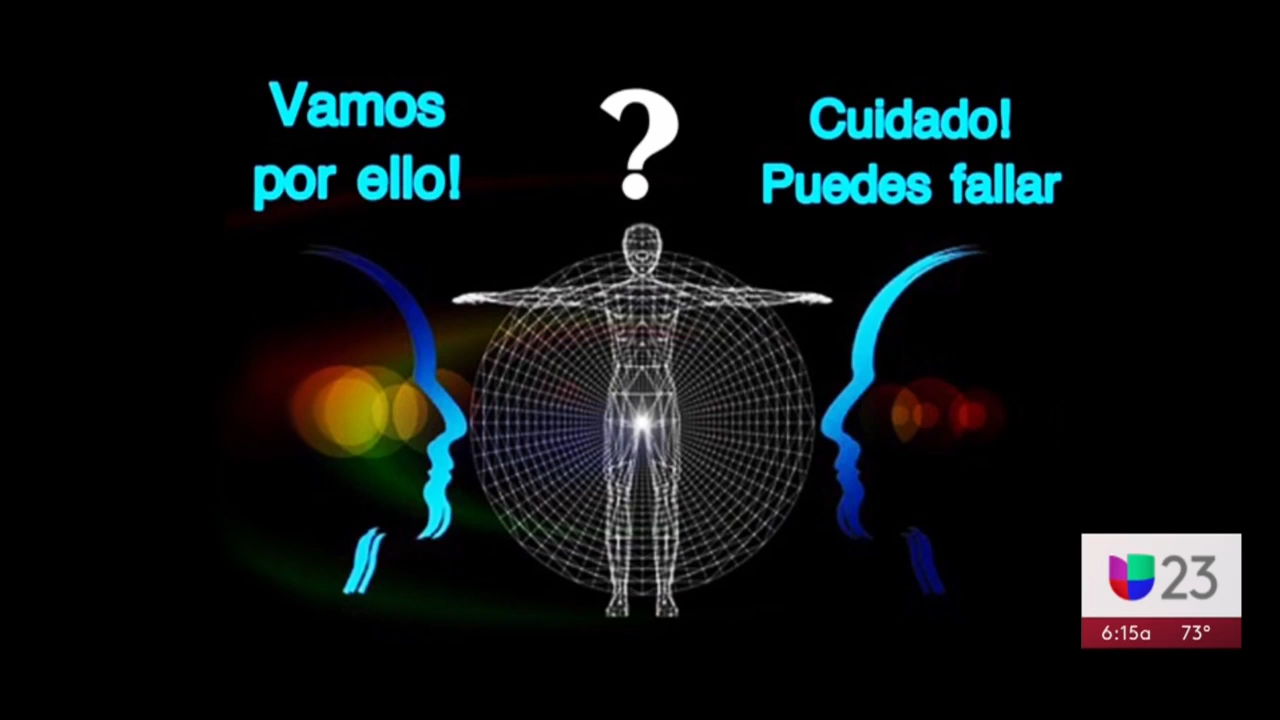 Vamos
por ello!
?
Cuidado!
Puedes fallar
23
6:15a 73°